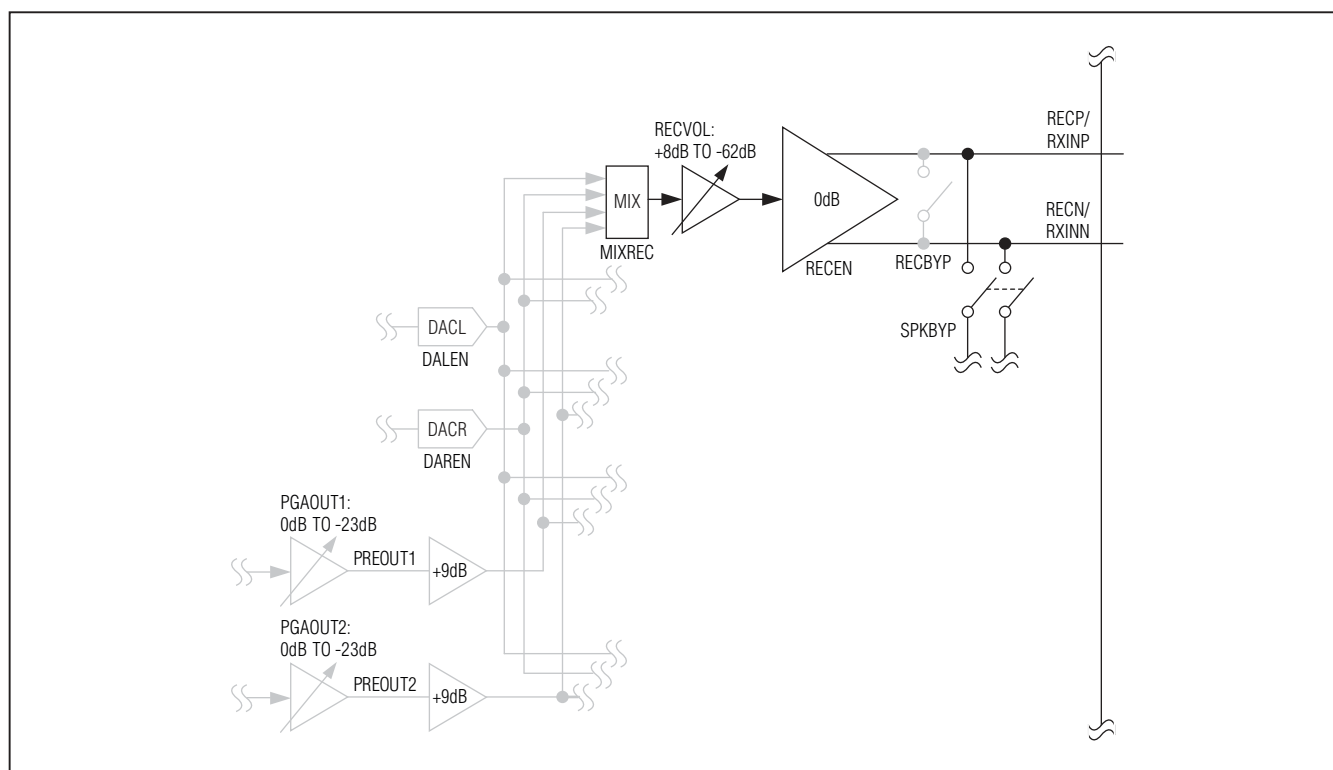 RECP/
RXINP
RECVOL:
+8dB TO -62dB
MIX
0dB
RECN/
RXINN
MIXREC
RECEN
RECBYP
SPKBYP
DACL
DALEN
DACR
DAREN
PGAOUT1:
0dB TO -23dB
PREOUT1
+9dB
PGAOUT2:
0dB TO -23dB
PREOUT2
+9dB